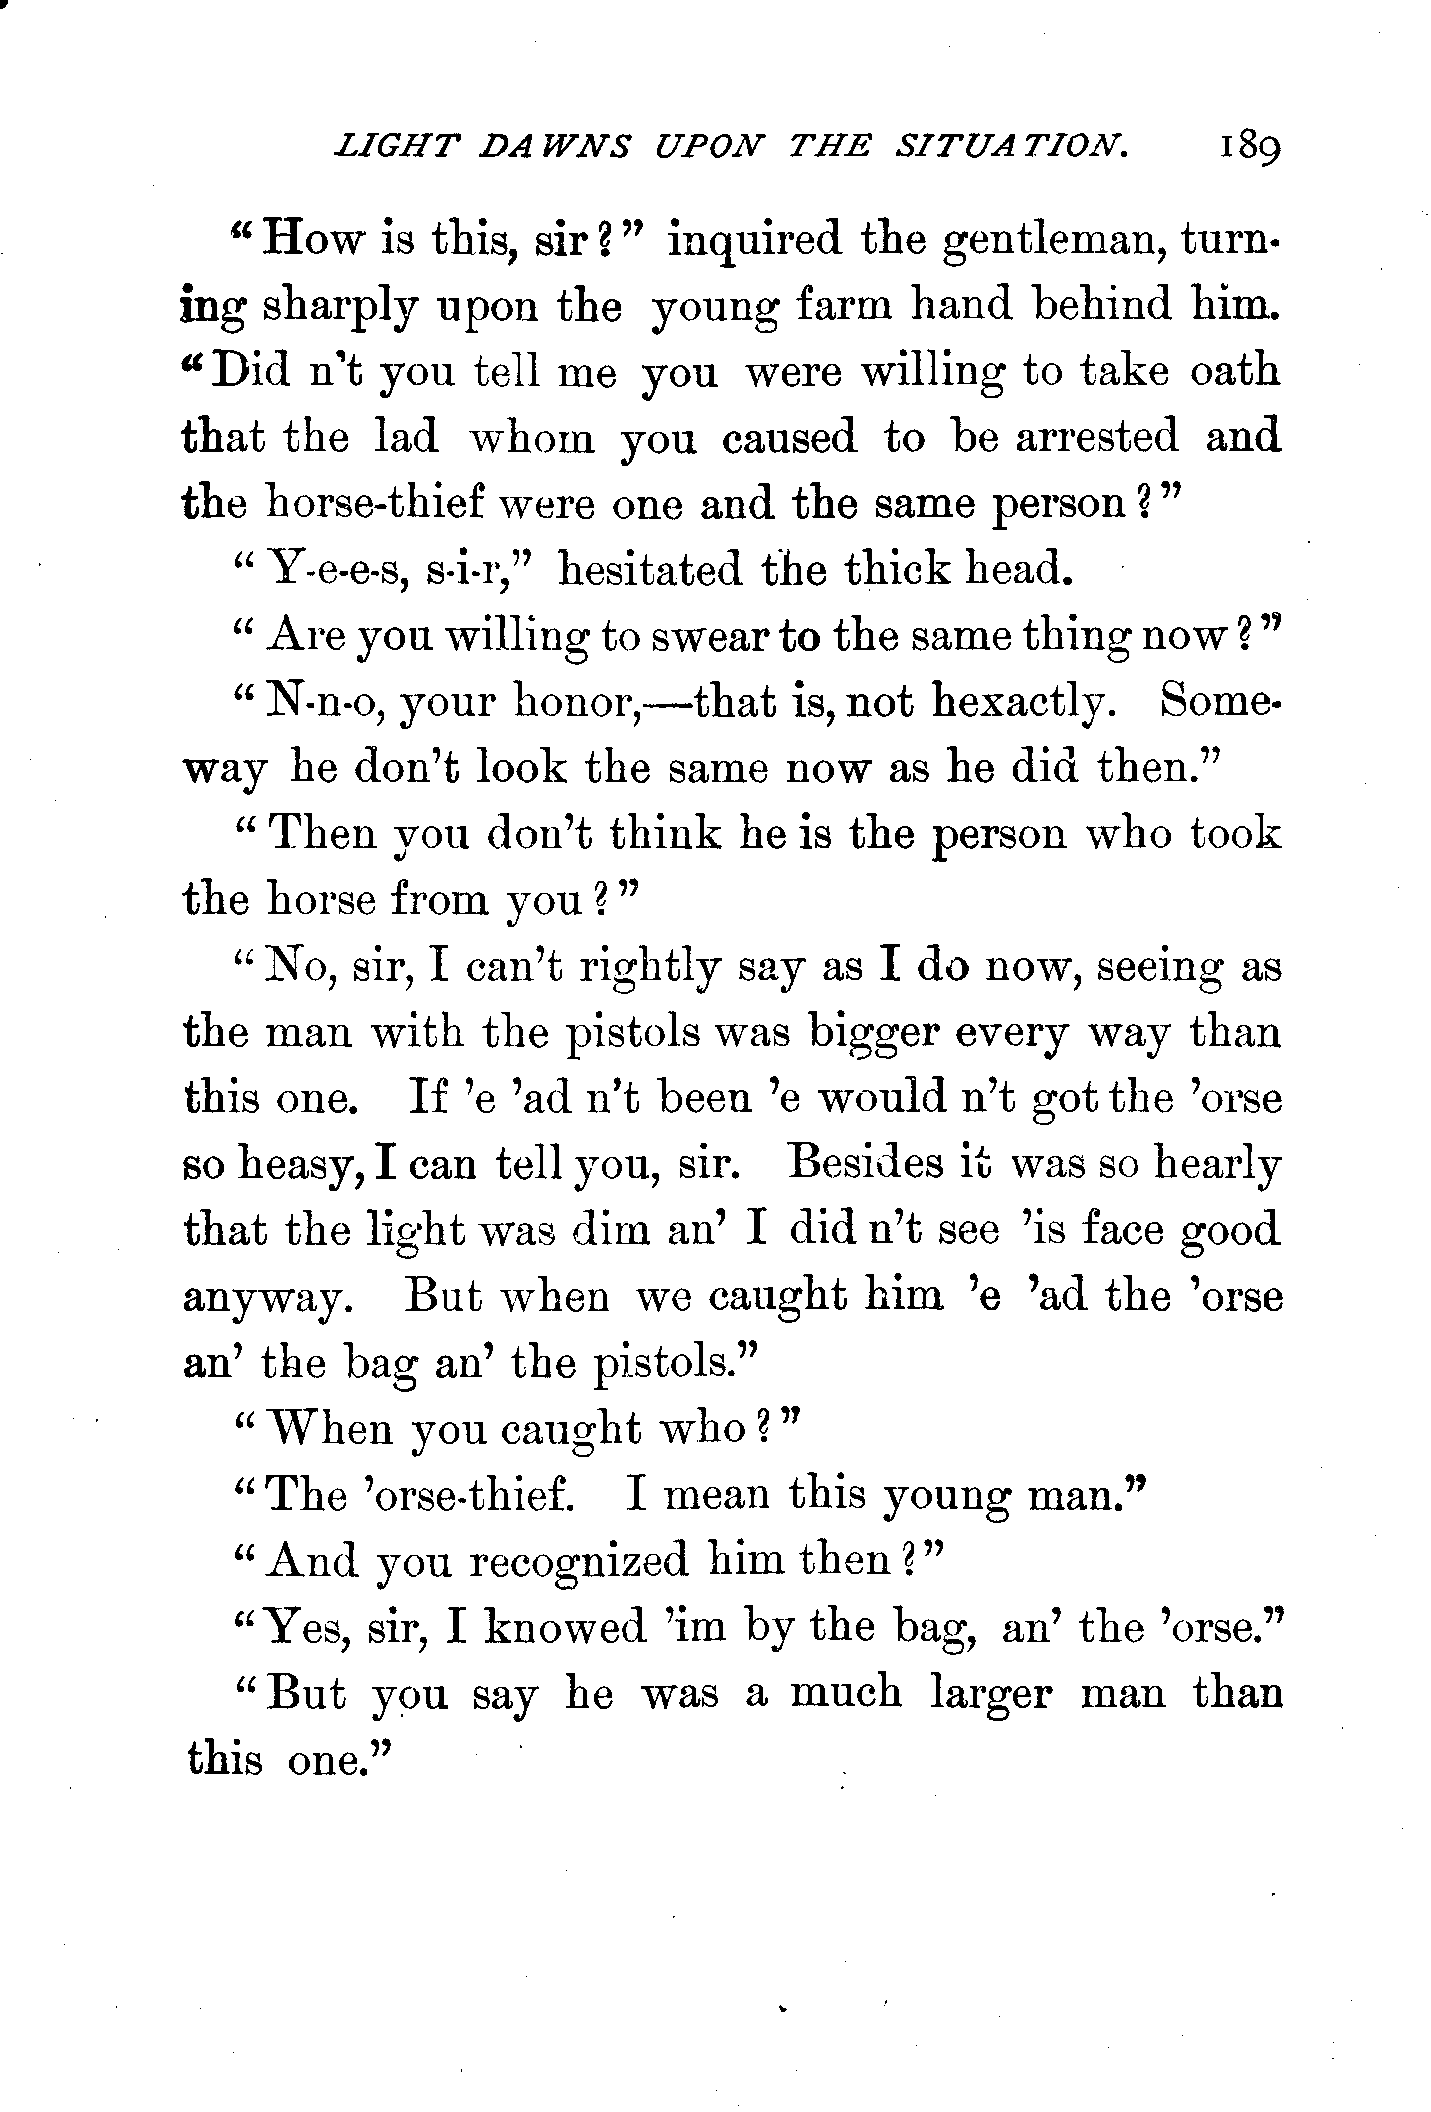 LIGHT DAWNS UPON THE SITUATION. 189
“How is this, sir?” inquired the gentleman, turn-
ing sharply upon the young farm hand behind him.
“Did n’t you tell me you were willing to take oath
that the lad whom you caused to be arrested and
the horse-thief were one and the same person?”
“Y-e-e-s, s-i-r,” hesitated the thick head.
“Are you willing to swear to the same thing now?”
“N-n-o, your honor,—that is, not hexactly. Some-
way he don’t look the same now as he did then.”
“Then you don’t think he is the person who took
the horse from you?”
“No, sir, I can’t rightly say as I do now, seeing as
the man with the pistols was bigger every way than
this one. If ’e ’ad n’t been ’e would n’t got the ’orse
so heasy, I can tell you, sir. Besides it was so hearly
that the light was dim an’ I did n’t see ’is face good
anyway. But when we caught him ’e ’ad the ’orse
an’ the bag an’ the pistols.”
“When you caught who?”
“The ’orse-thief. I mean this young man.”
“And you recognized him then?”
“Yes, sir, I knowed ’im by the bag, an’ the ’orse.”
“But you say he was a much larger man than
this one.”